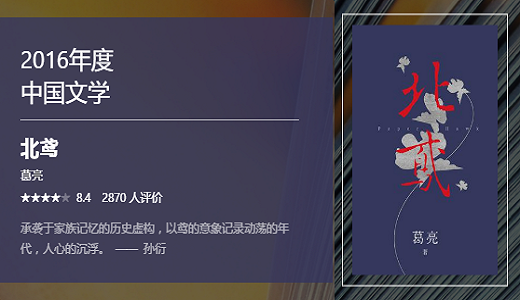 2016年度
中国文学
北鸢
葛亮
★★★★★ 8.4 2870 人评价
承袭于家族记忆的历史虚构，以鸢的意象记录动荡的年
代，人心的沉浮。 —— 孙衍
北
鸢
葛亮
著